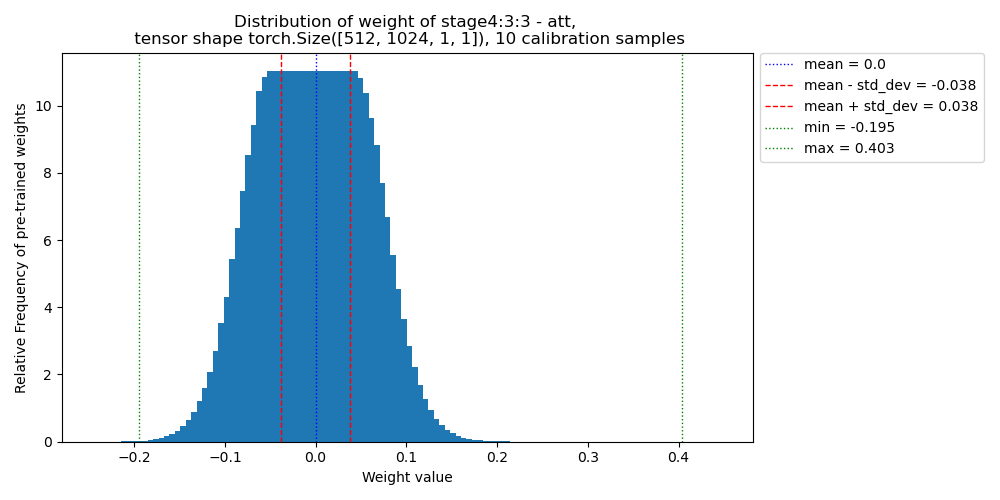 Distribution of weight of stage4:3:3 - att,
tensor shape torch.Size([512, 1024, 1, 1]), 10 calibration samples
mean = 0.0
mean - std_dev = -0.038
mean + std_dev = 0.038
min = -0.195
max = 0.403
Relative Frequency of pre-trained weights
10
8
6
4
2
0
−0.2
−0.1
0.0
0.1
0.2
0.3
0.4
Weight value